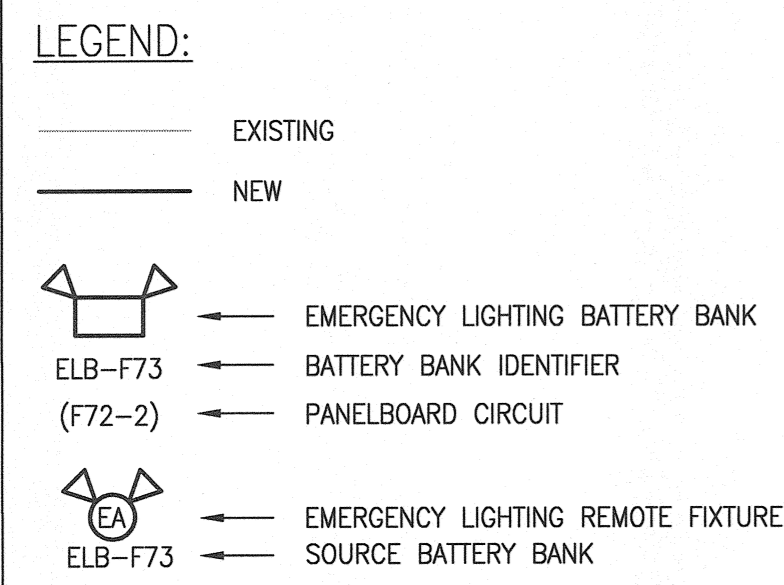 LEGEND:
EXISTING
NEW
EMERGENCY LIGHTING BATTERY BANK
ELB-F73 BATTERY BANK IDENTIFIER
(F72-2) PANELBOARD CIRCUIT
EA EMERGENCY LIGHTING REMOTE FIXTURE
ELB-F73 SOURCE BATTERY BANK